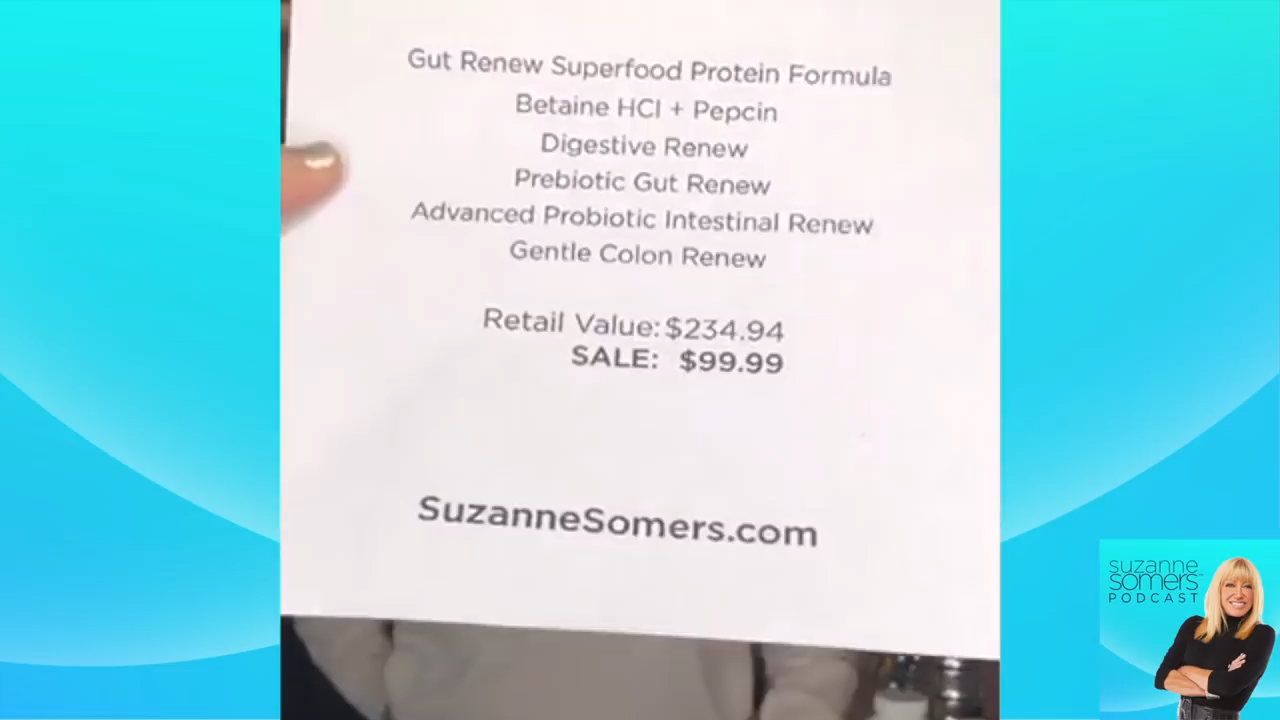 Gut Renew Superfood Protein Formula
Betaine HCl + Pepcin
Digestive Renew
Prebiotic Gut Renew
Advanced Probiotic Intestinal Renew
Gentle Colon Renew
Retail Value: $234.94
SALE: $99.99
SuzanneSomers.com
suzanne
somers
PODCAST